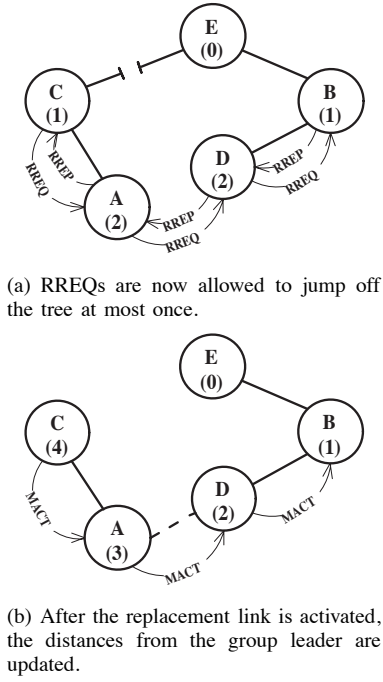 E
(0)
C
(1)
B
(1)
D
(2)
A
(2)
RREP
RREQ
RREP
RREQ
RREP
RREQ
(a) RREQs are now allowed to jump off
the tree at most once.
E
(0)
C
(4)
B
(1)
D
(2)
A
(3)
MACT
MACT
MACT
(b) After the replacement link is activated,
the distances from the group leader are
updated.